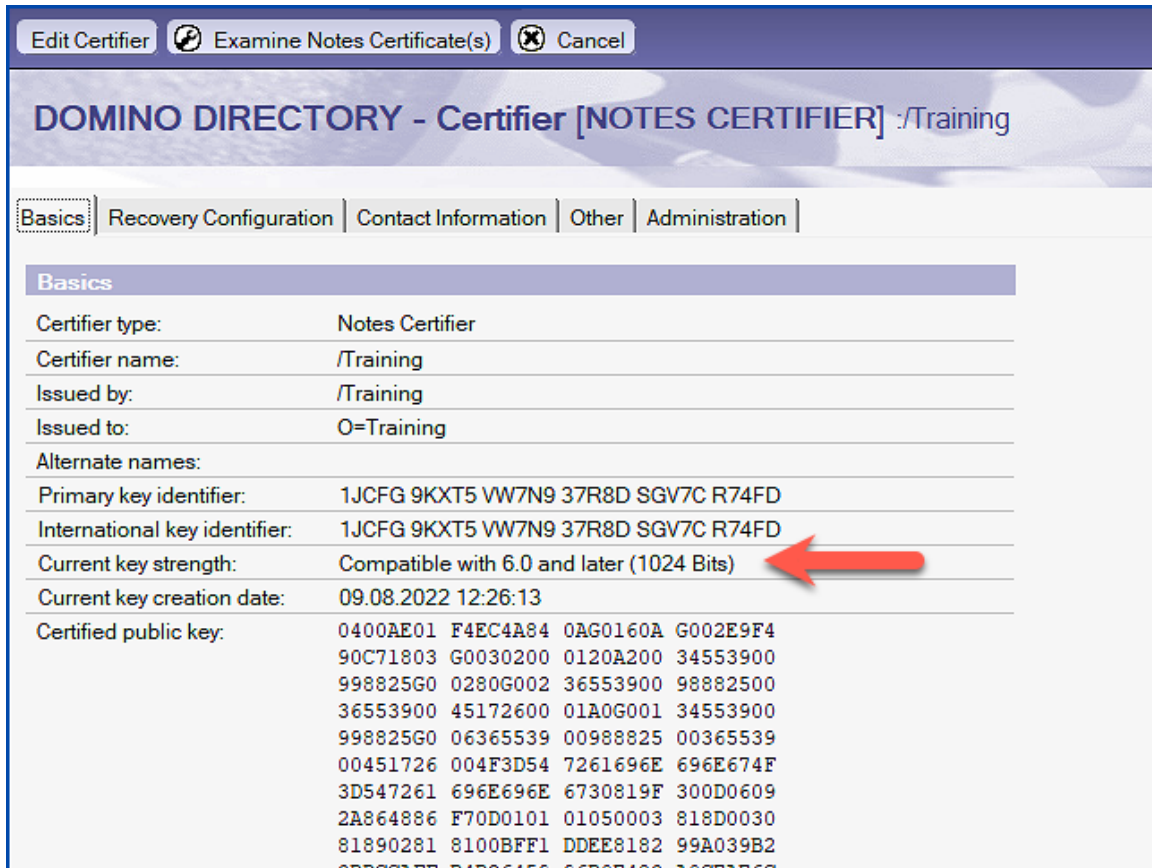 Edit Certifier Examine Notes Certificate(s) Cancel
DOMINO DIRECTORY - Certifier [NOTES CERTIFIER] :/Training
Basics Recovery Configuration Contact Information Other Administration
Basics
Certifier type: Notes Certifier
Certifier name: /Training
Issued by: /Training
Issued to: O=Training
Alternate names:
Primary key identifier: 1JCFG 9KXT5 VW7N9 37R8D SGV7C R74FD
International key identifier: 1JCFG 9KXT5 VW7N9 37R8D SGV7C R74FD
Current key strength: Compatible with 6.0 and later (1024 Bits)
Current key creation date: 09.08.2022 12:26:13
Certified public key: 0400AE01 F4EC4A84 0AG0160A G002E9F4
90C71803 G0030200 0120A200 34553900
998825G0 0280G002 36553900 98882500
36553900 45172600 01A0G001 34553900
998825G0 06365539 00988825 00365539
00451726 004F3D54 7261696E 696E674F
3D547261 696E696E 6730819F 300D0609
2A864886 F70D0101 01050003 818D0030
81890281 8100BFF1 DDEE8182 99A039B2